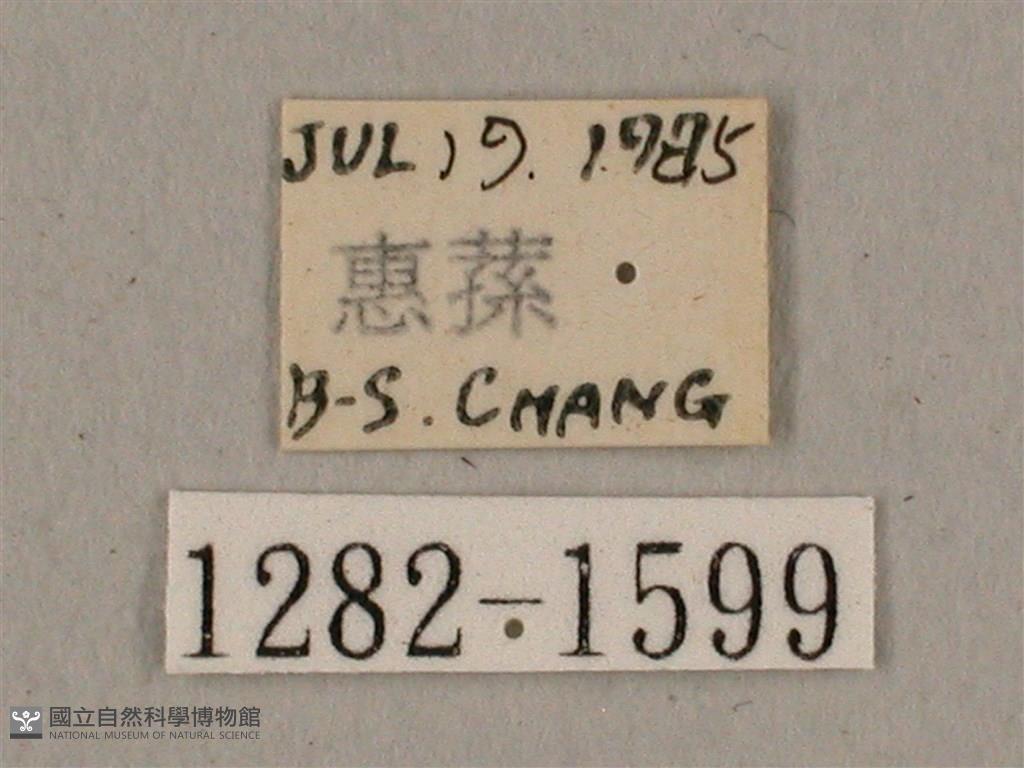 JUL 19. 1985
惠蓀
B-S. CHANG
1282-1599
國立自然科學博物館
NATIONAL MUSEUM OF NATURAL SCIENCE